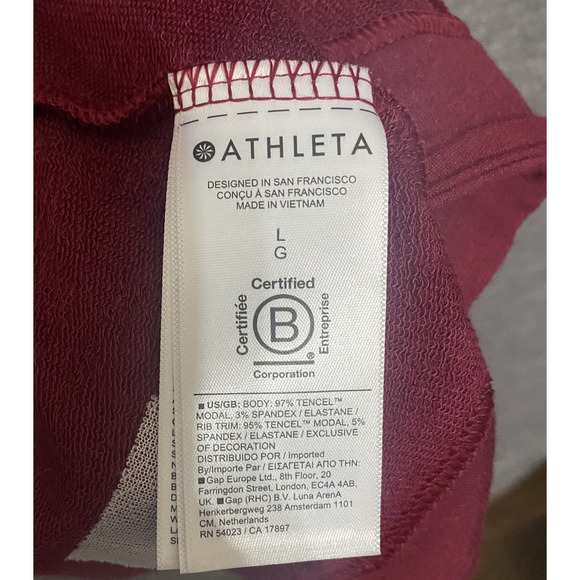 ATHLETA
DESIGNED IN SAN FRANCISCO
CONÇU À SAN FRANCISCO
MADE IN VIETNAM
L
G
Certified
Certifiée
B
Entreprise
®
Corporation
US/GB; BODY: 97% TENCEL™
MODAL, 3% SPANDEX / ELASTANE /
RIB TRIM: 95% TENCEL™ MODAL, 5%
SPANDEX / ELASTANE / EXCLUSIVE
OF DECORATION
DISTRIBUIDO POR / Imported
By/Importe Par / ΕΙΣΑΓΕΤΑΙ ΑΠΟ ΤΗΝ:
Gap Europe Ltd., 8th Floor, 20
Farringdon Street, London, EC4A 4AB,
UK. Gap (RHC) B.V. Luna ArenA
Herikerbergweg 238 Amsterdam 1101
CM, Netherlands
RN 54023 / CA 17897